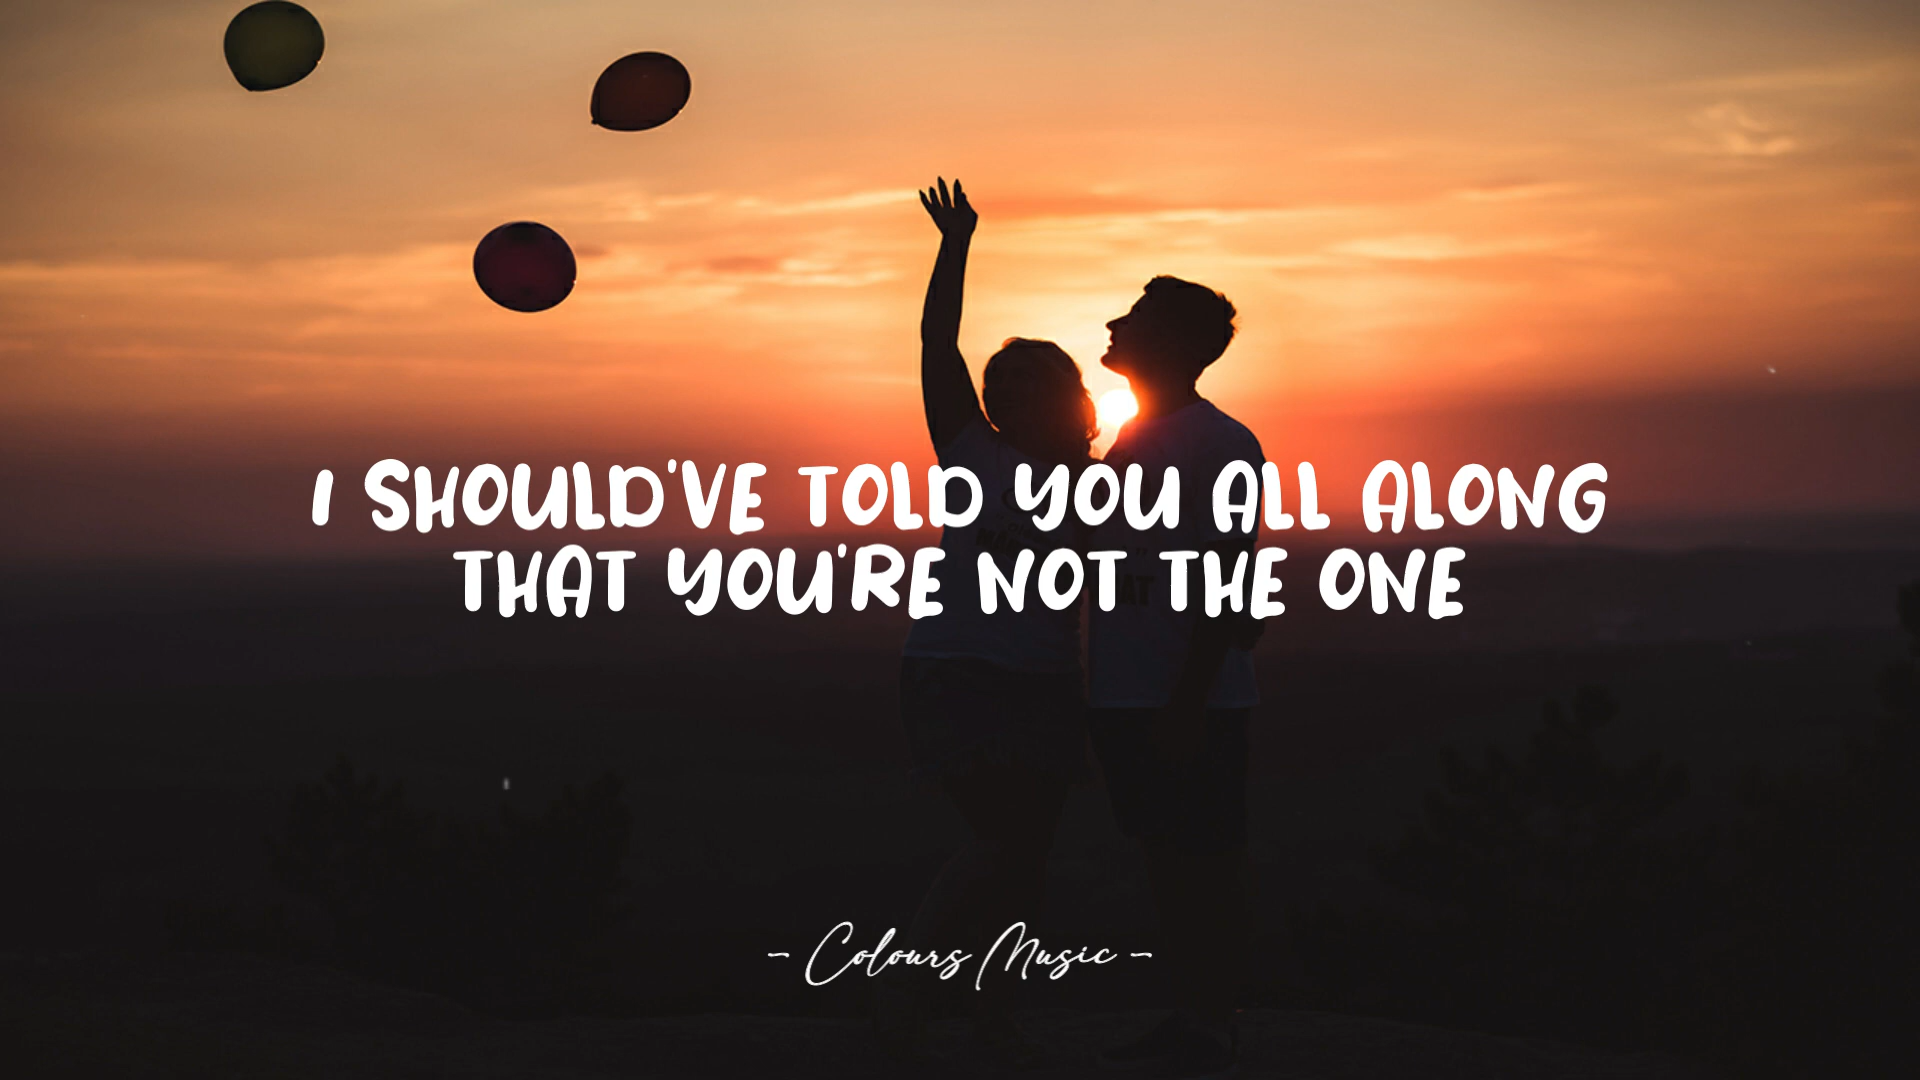 I SHOULD'VE TOLD YOU ALL ALONG
THAT YOU'RE NOT THE ONE
- Colours Music -